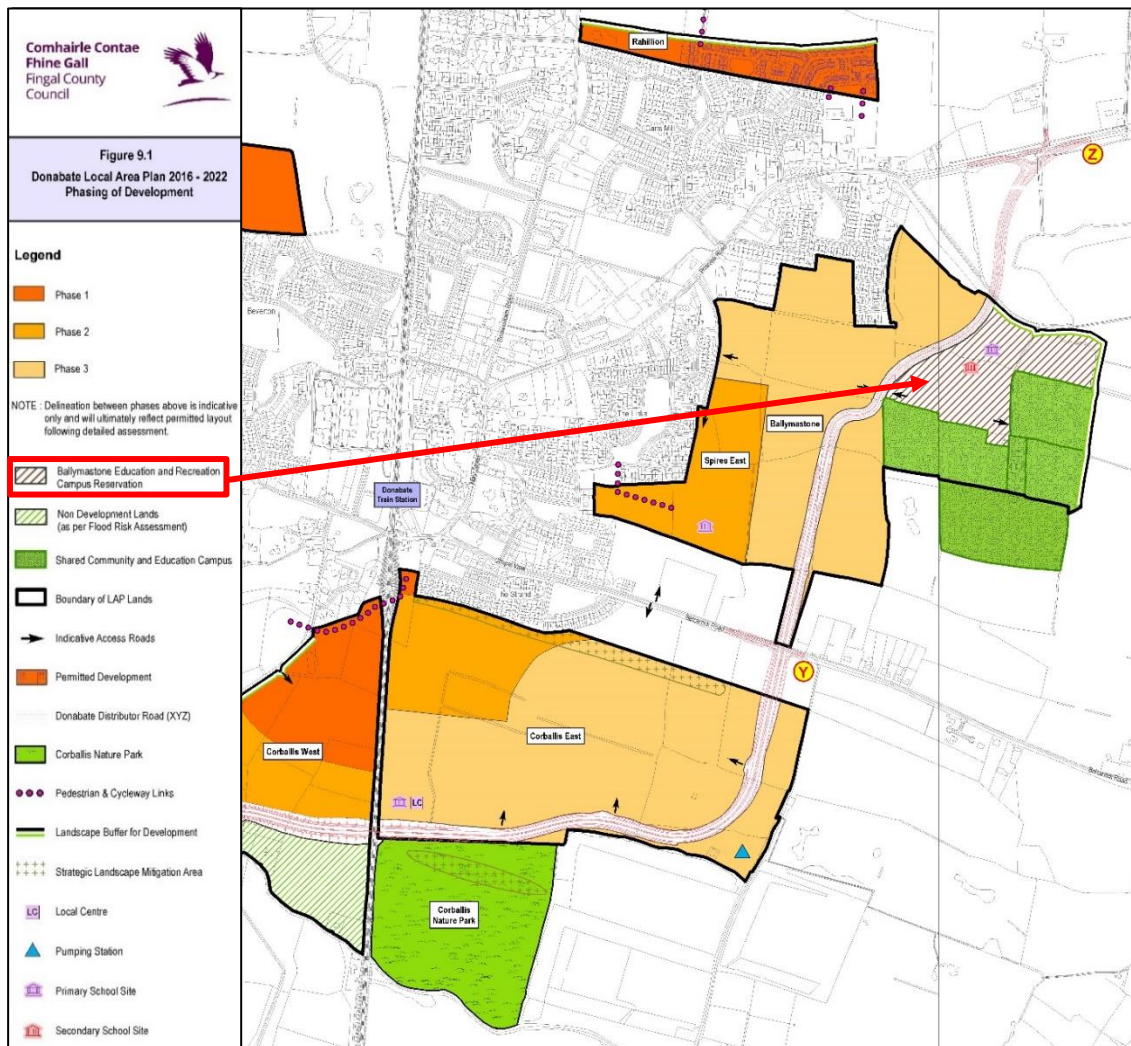 Comhairle Contae
Fhine Gall
Fingal County
Council
Figure 9.1
Donabate Local Area Plan 2016 - 2022
Phasing of Development
Legend
Phase 1
Phase 2
Phase 3
NOTE : Delineation between phases above is indicative
only and will ultimately reflect permitted layout
following detailed assessment.
Ballymastone Education and Recreation
Campus Reservation
Non Development Lands
(as per Flood Risk Assessment)
Shared Community and Education Campus
Boundary of LAP Lands
Indicative Access Roads
Permitted Development
Donabate Distributor Road (XYZ)
Corballis Nature Park
Pedestrian & Cycleway Links
Landscape Buffer for Development
Strategic Landscape Mitigation Area
LC
Local Centre
Pumping Station
Primary School Site
Secondary School Site
Rahillion
Z
Beverton
The Links
Ballymastone
Spires East
Donabate
Train Station
The Strand
Y
Corballis West
Corballis East
LC
Corballis
Nature Park